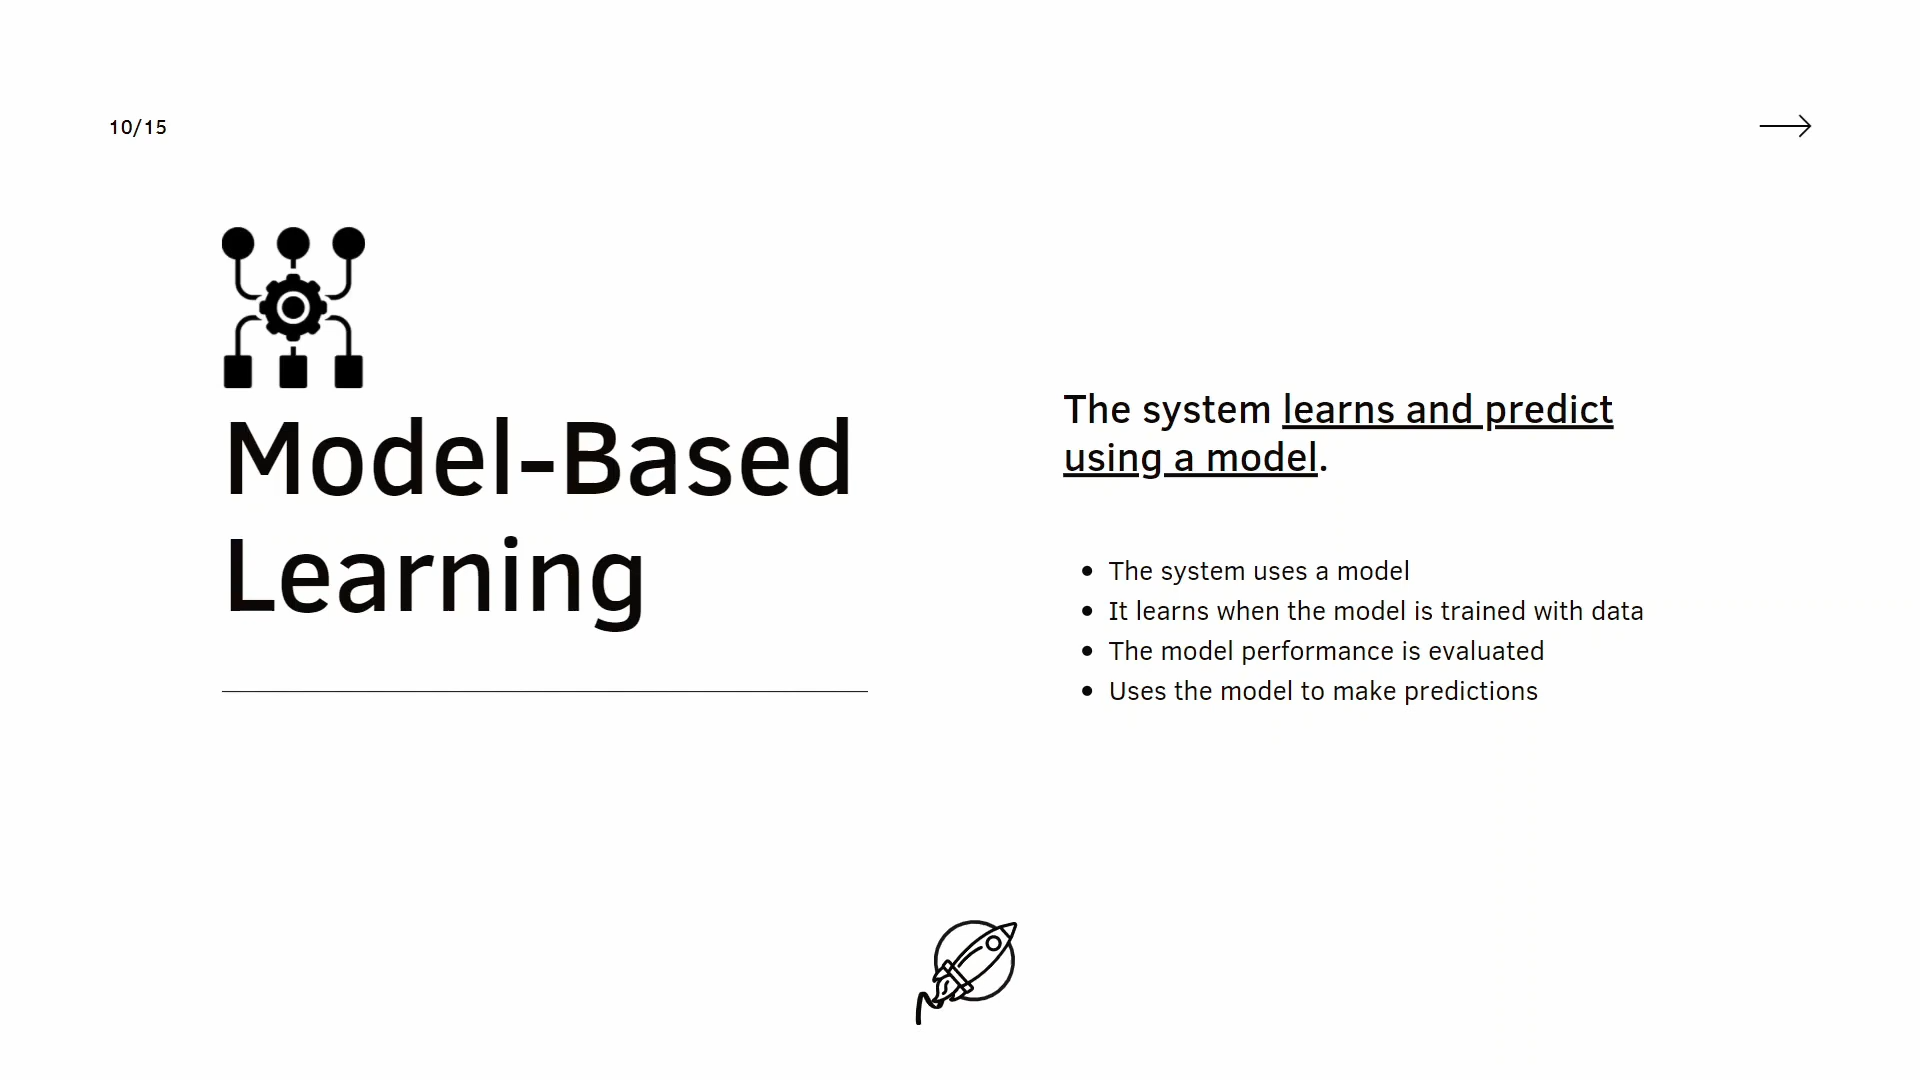 10/15
Model-Based
Learning
The system learns and predict
using a model.
The system uses a model
It learns when the model is trained with data
The model performance is evaluated
Uses the model to make predictions